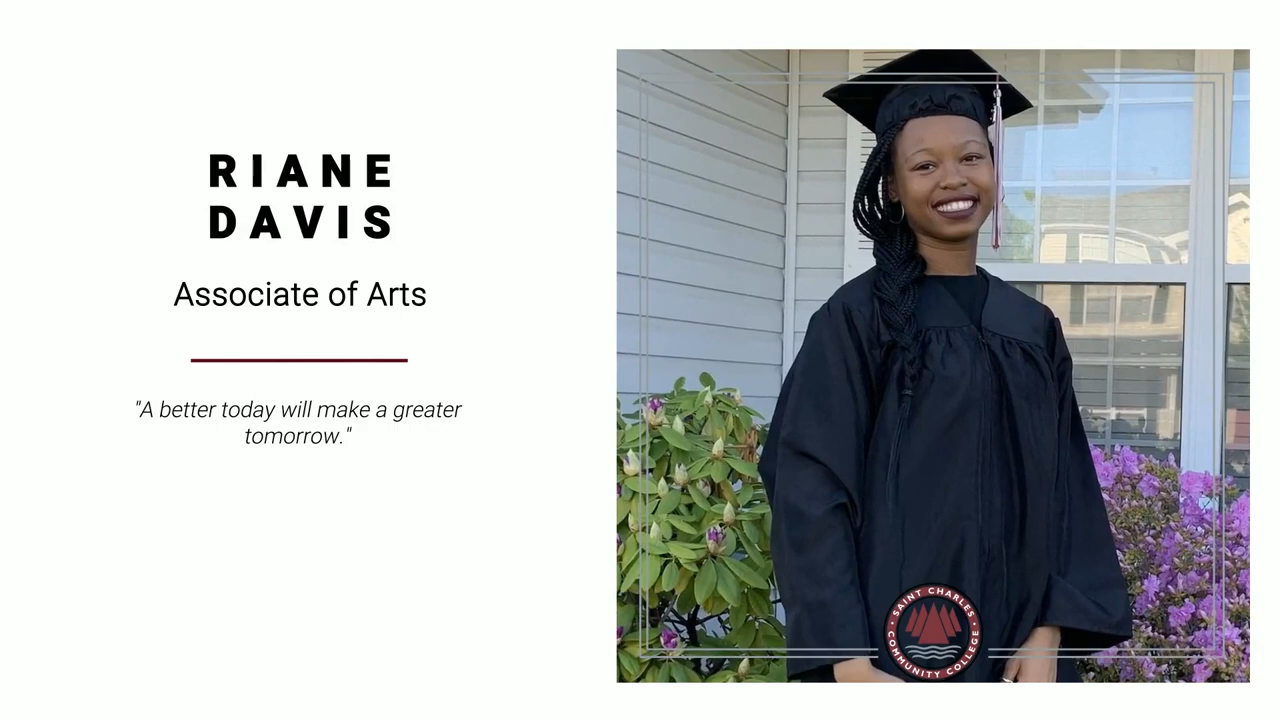 RIANE
DAVIS
Associate of Arts
"A better today will make a greater
tomorrow."
SAINT CHARLES
COMMUNITY COLLEGE